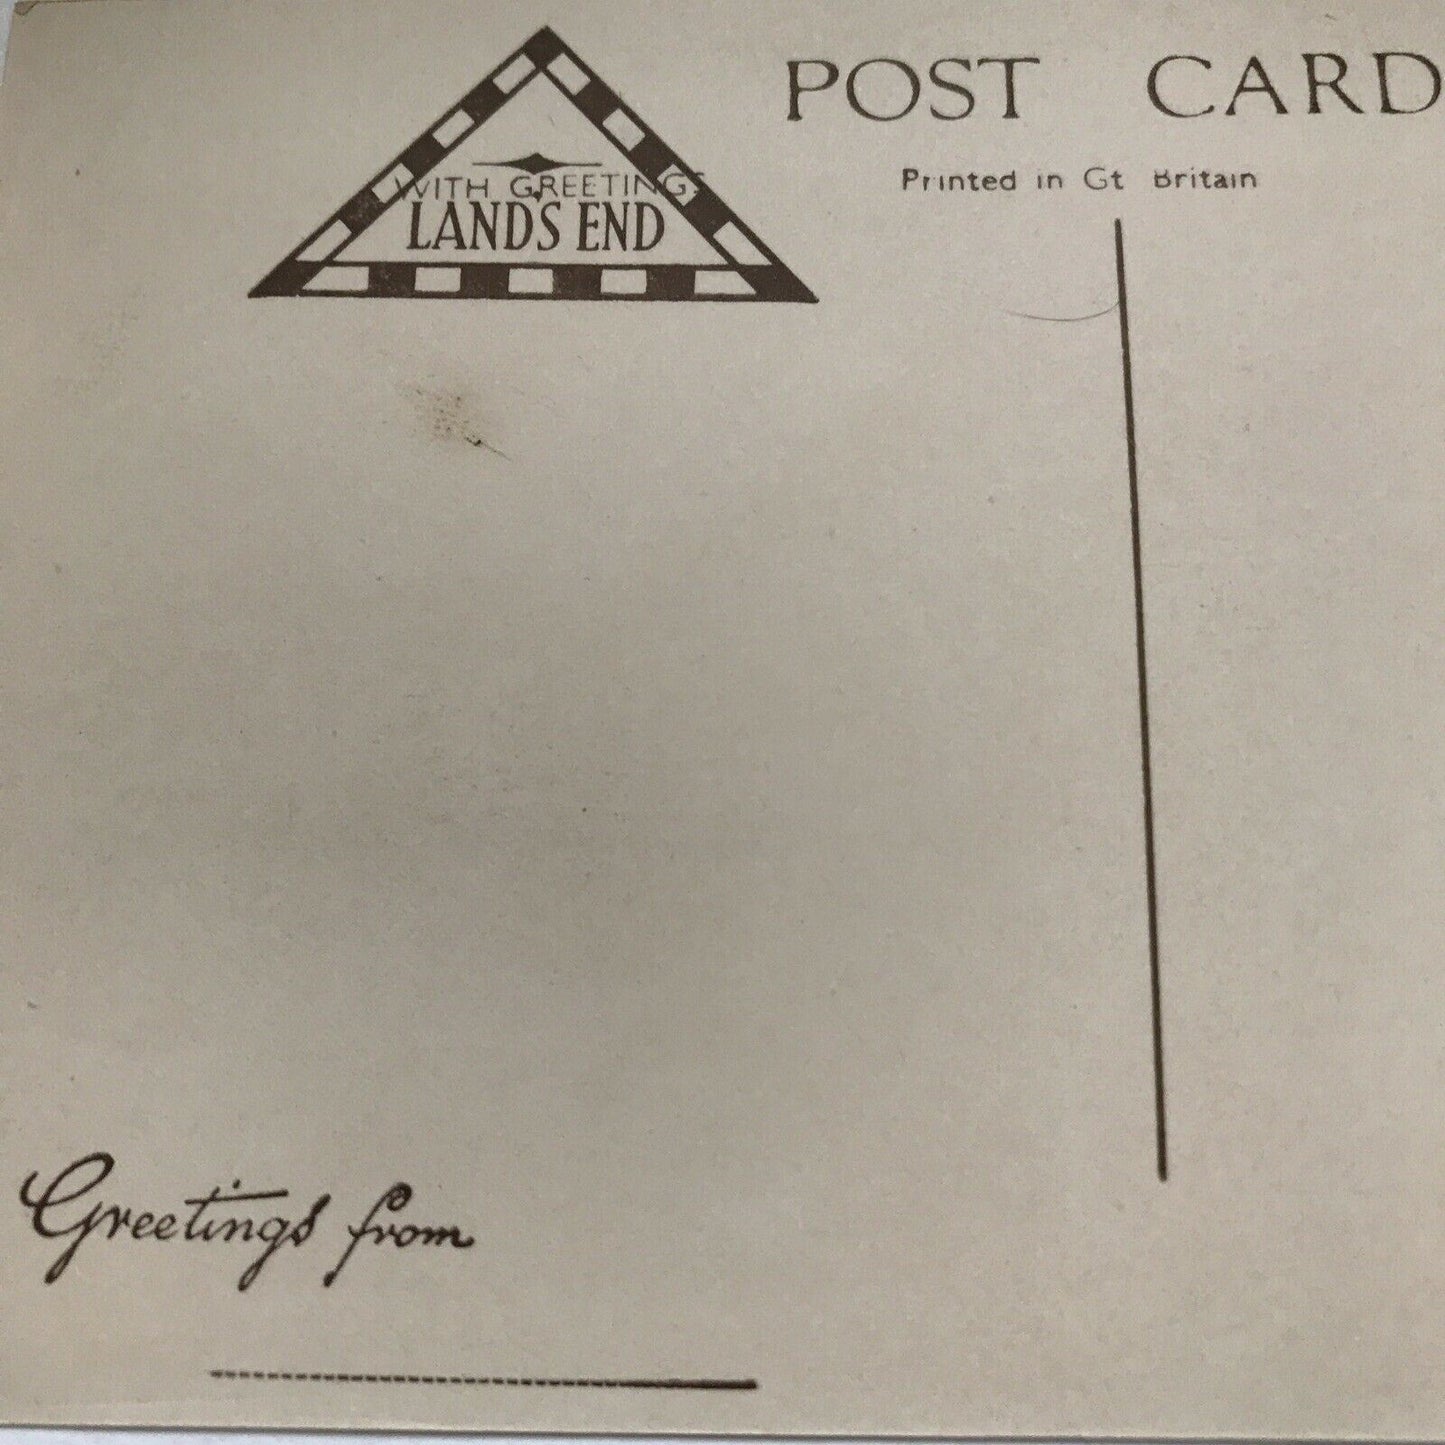 POST CARD
Printed in Gt Britain
WITH GREETINGS
LANDS END
Greetings from